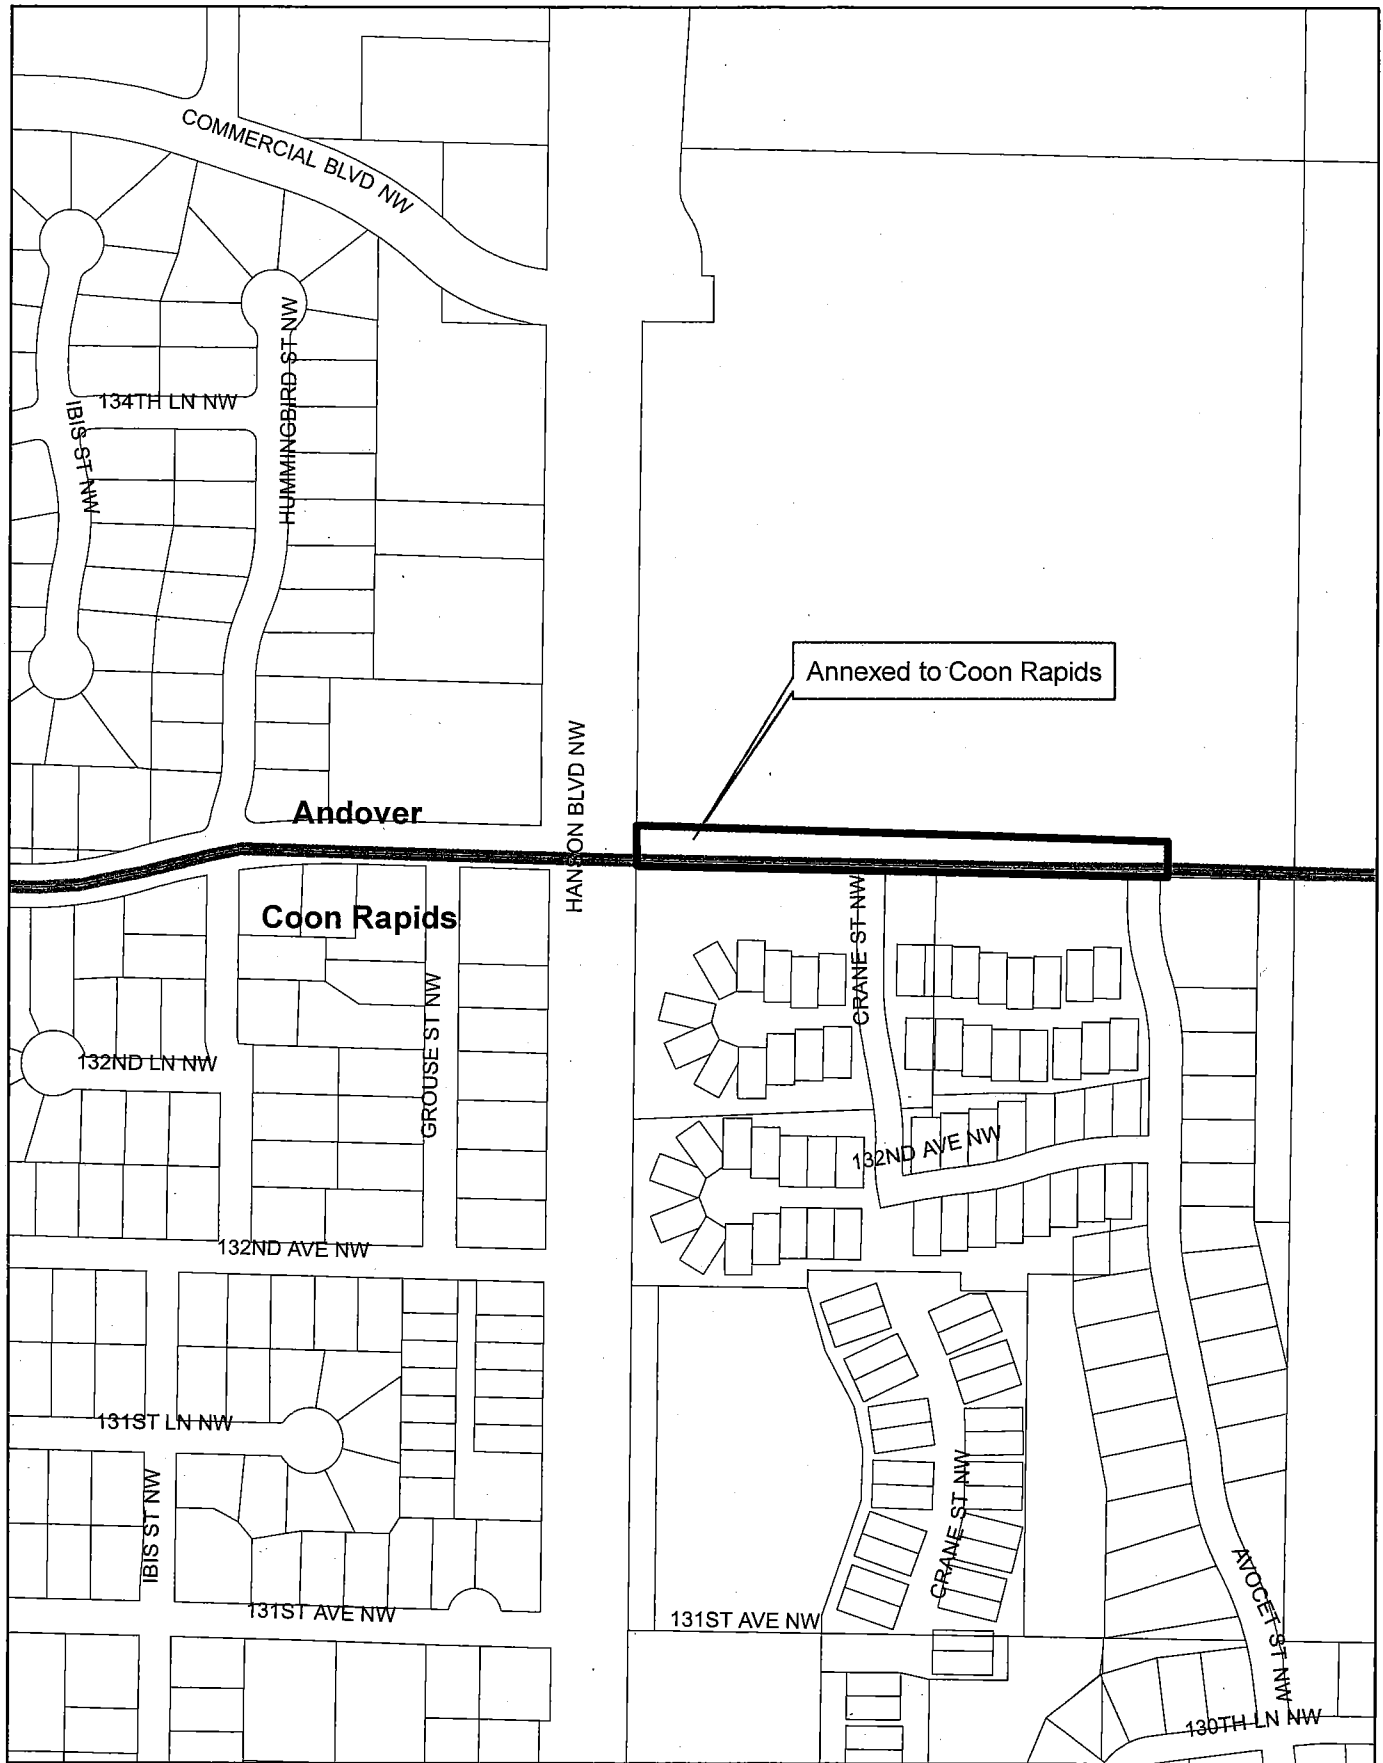 COMMERCIAL BLVD NW
HUMMINGBIRD ST NW
134TH LN NW
IBIS ST NW
Annexed to Coon Rapids
HANSON BLVD NW
Andover
Coon Rapids
CRANE ST NW
GROUSE ST NW
132ND LN NW
132ND AVE NW
132ND AVE NW
131ST LN NW
IBIS ST NW
CRANE ST NW
131ST AVE NW
131ST AVE NW
AVOCET ST NW
130TH LN NW